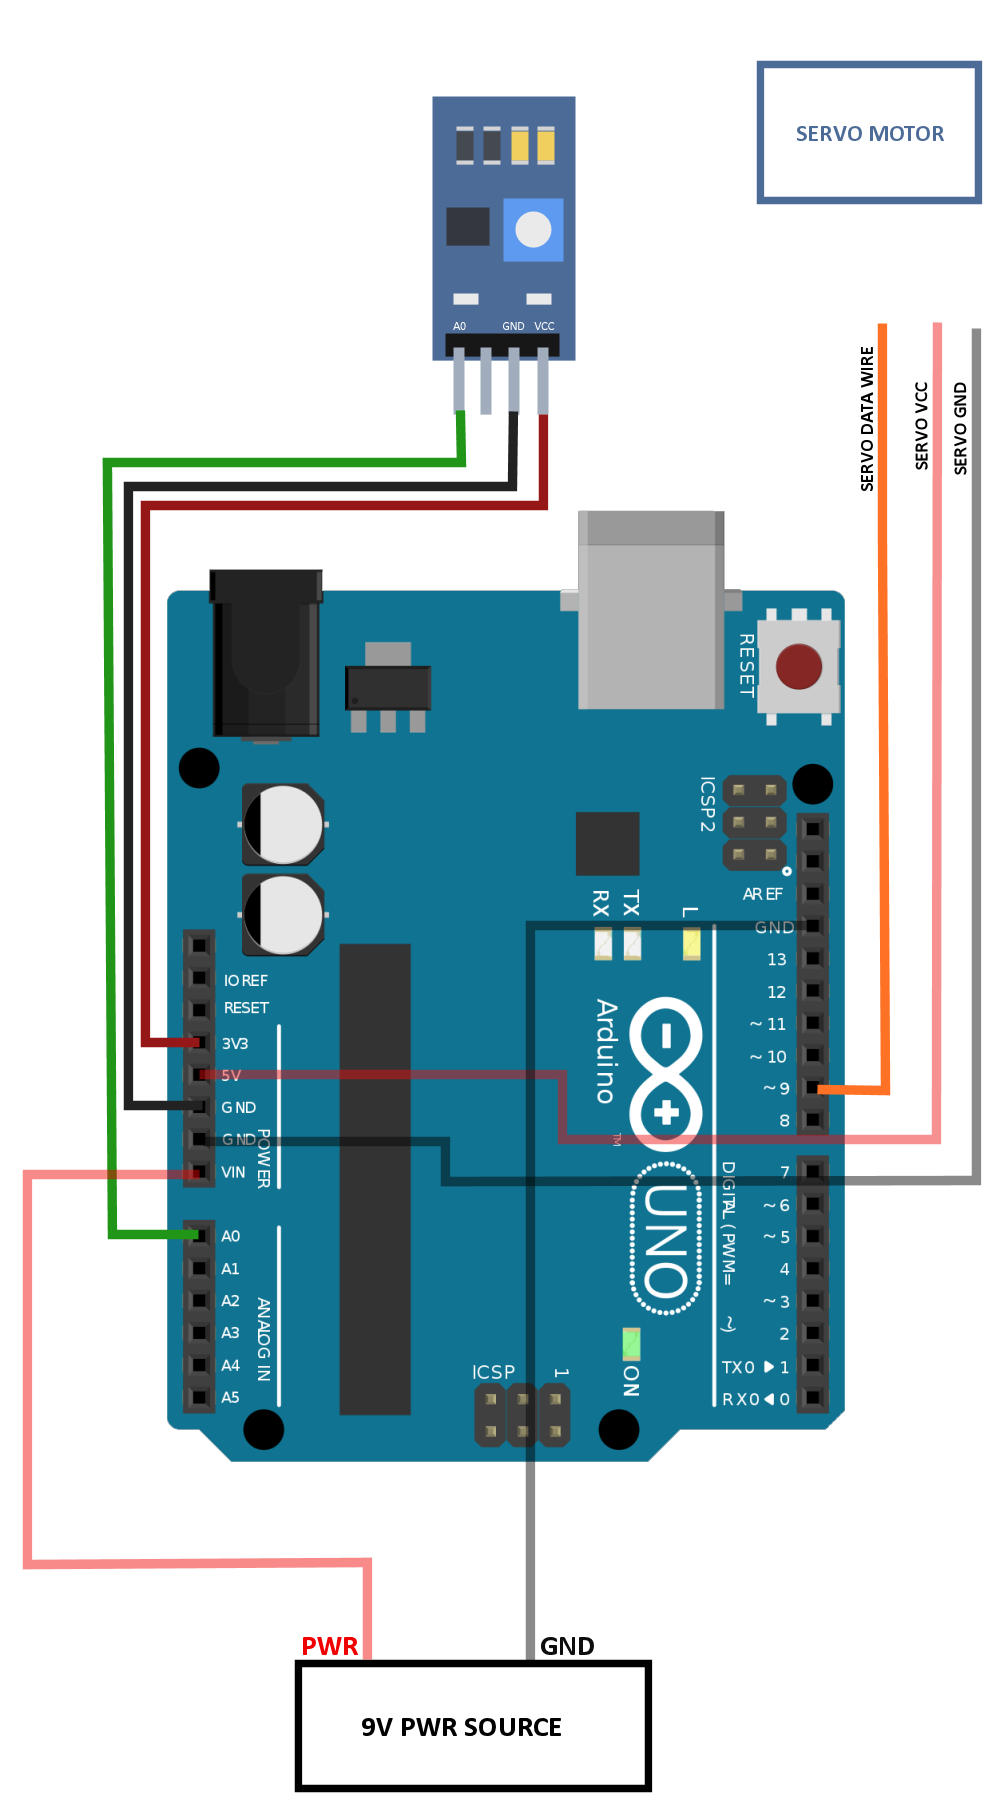 SERVO MOTOR
A0
GND
VCC
SERVO DATA WIRE
SERVO VCC
SERVO GND
RESET
ICSP2
AREF
GND
13
12
~ 11
~ 10
~ 9
8
7
~ 6
~ 5
4
~ 3
2
TX0 ▶ 1
RX0 ◀ 0
RX
TX
L
IOREF
RESET
3V3
5V
GND
GND
VIN
POWER
Arduino
TM
UNO
DIGITAL (PWM= ~)
A0
A1
A2
A3
A4
A5
ANALOG IN
ICSP
1
ON
PWR
GND
9V PWR SOURCE